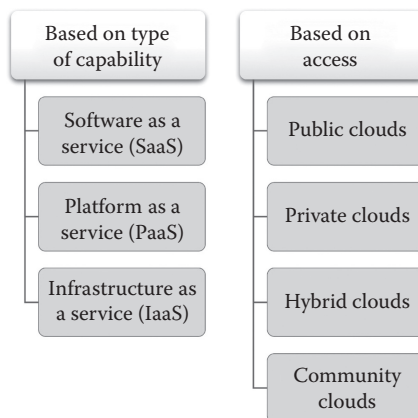 Based on type
of capability
Software as a
service (SaaS)
Platform as a
service (PaaS)
Infrastructure as
a service (IaaS)
Based on
access
Public clouds
Private clouds
Hybrid clouds
Community
clouds